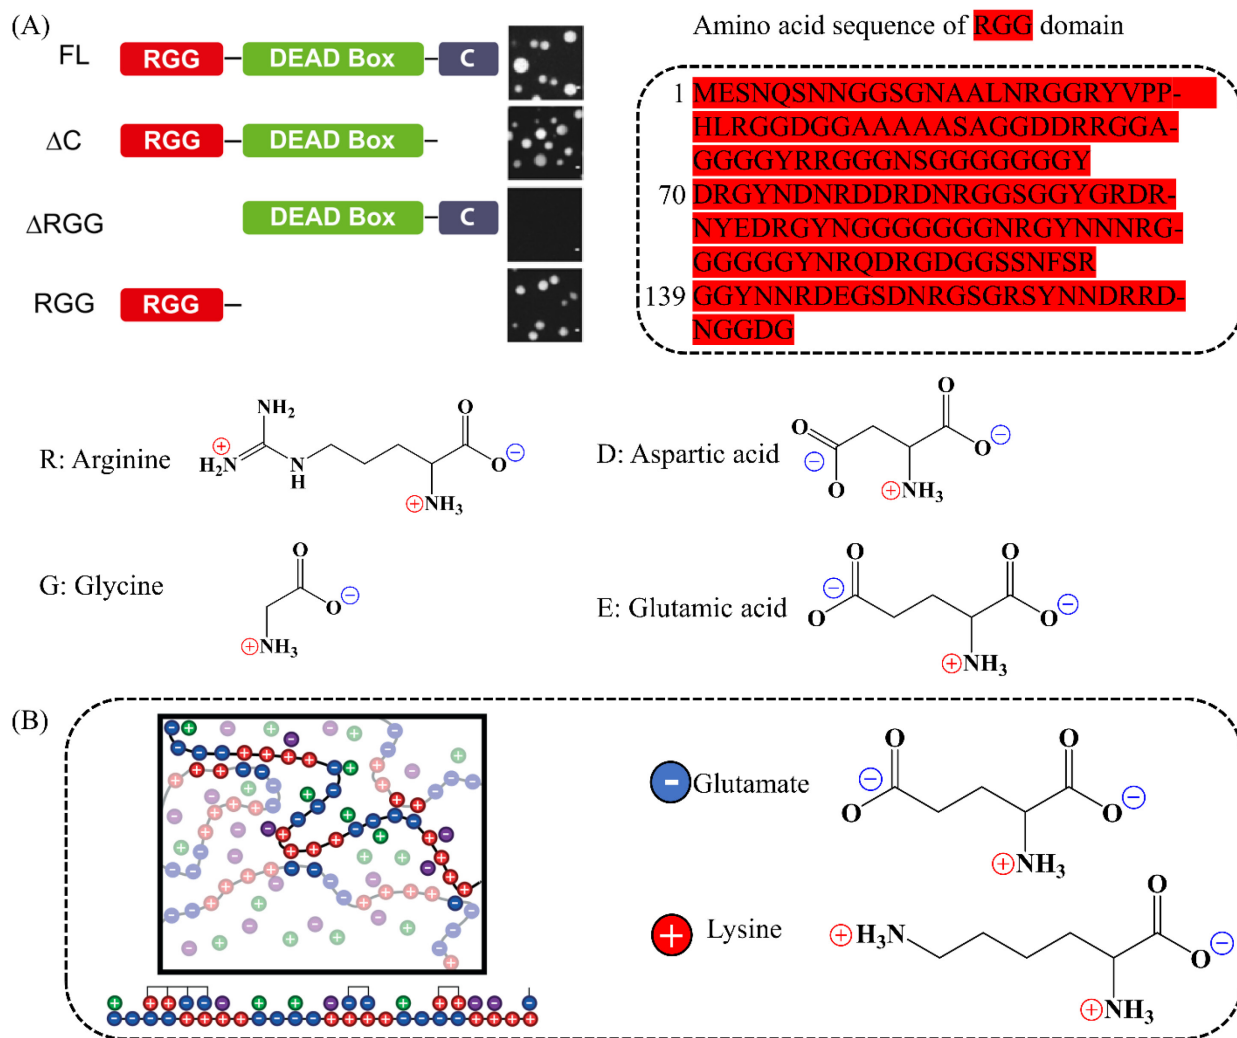 (A)
Amino acid sequence of RGG domain
FL RGG DEAD Box C
ΔC RGG DEAD Box
ΔRGG DEAD Box C
RGG RGG
1 MESNQSNNGGSGNAALNRGGRYVPP-
HLRGGDGGAAAAASAGGDDRRGGA-
GGGGYRRGGGNSGGGGGGGY
70 DRGYNDNRDDRDNRGGSGGYGRDR-
NYEDRGYNGGGGGGGNRGYNNNRG-
GGGGGYNRQDRGDGGSSNFSR
139 GGYNNRDEGSDNRGSGRSYNNDRRD-
NGGDG
R: Arginine
NH2
O
⊕
H2N
N
H
O ⊖
⊕NH3
D: Aspartic acid
O
O
⊖
O
O ⊖
⊕NH3
G: Glycine
O
O ⊖
⊕NH3
E: Glutamic acid
O
O
⊖
O
O ⊖
⊕NH3
(B)
Glutamate
O
O
⊖
O
O ⊖
⊕NH3
Lysine
⊕H3N
O
O ⊖
⊕NH3